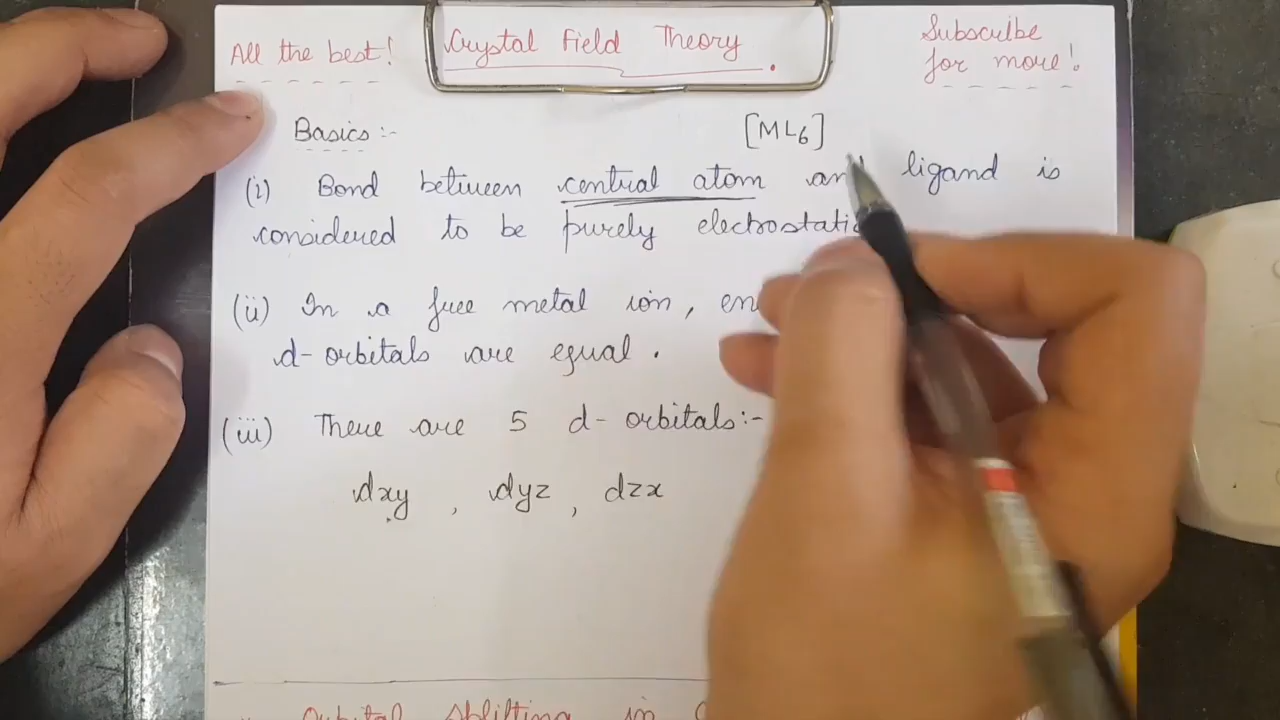 All the best!
Crystal Field Theory.
Subscribe
for more!
Basics :-
[ML6]
(i) Bond between central atom and ligand is
considered to be purely electrostatic
(ii) In a free metal ion,
d-orbitals are equal.
(iii) There are 5 d-orbitals:-
dxy, dyz, dzx
Orbital splitting in